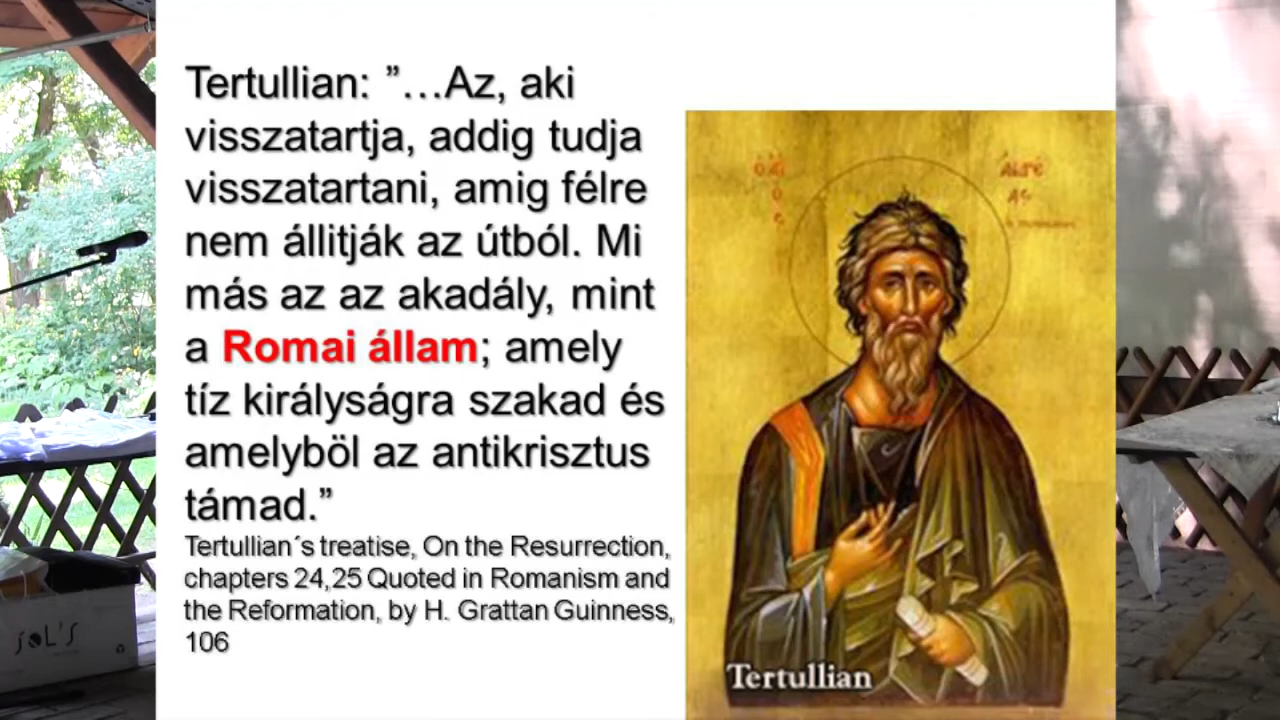 Tertullian: ”…Az, aki
visszatartja, addig tudja
visszatartani, amig félre
nem állitják az útból. Mi
más az az akadály, mint
a Romai állam; amely
tíz királyságra szakad és
amelyböl az antikrisztus
támad.”
Tertullian´s treatise, On the Resurrection,
chapters 24,25 Quoted in Romanism and
the Reformation, by H. Grattan Guinness,
106
Tertullian
SOL'S